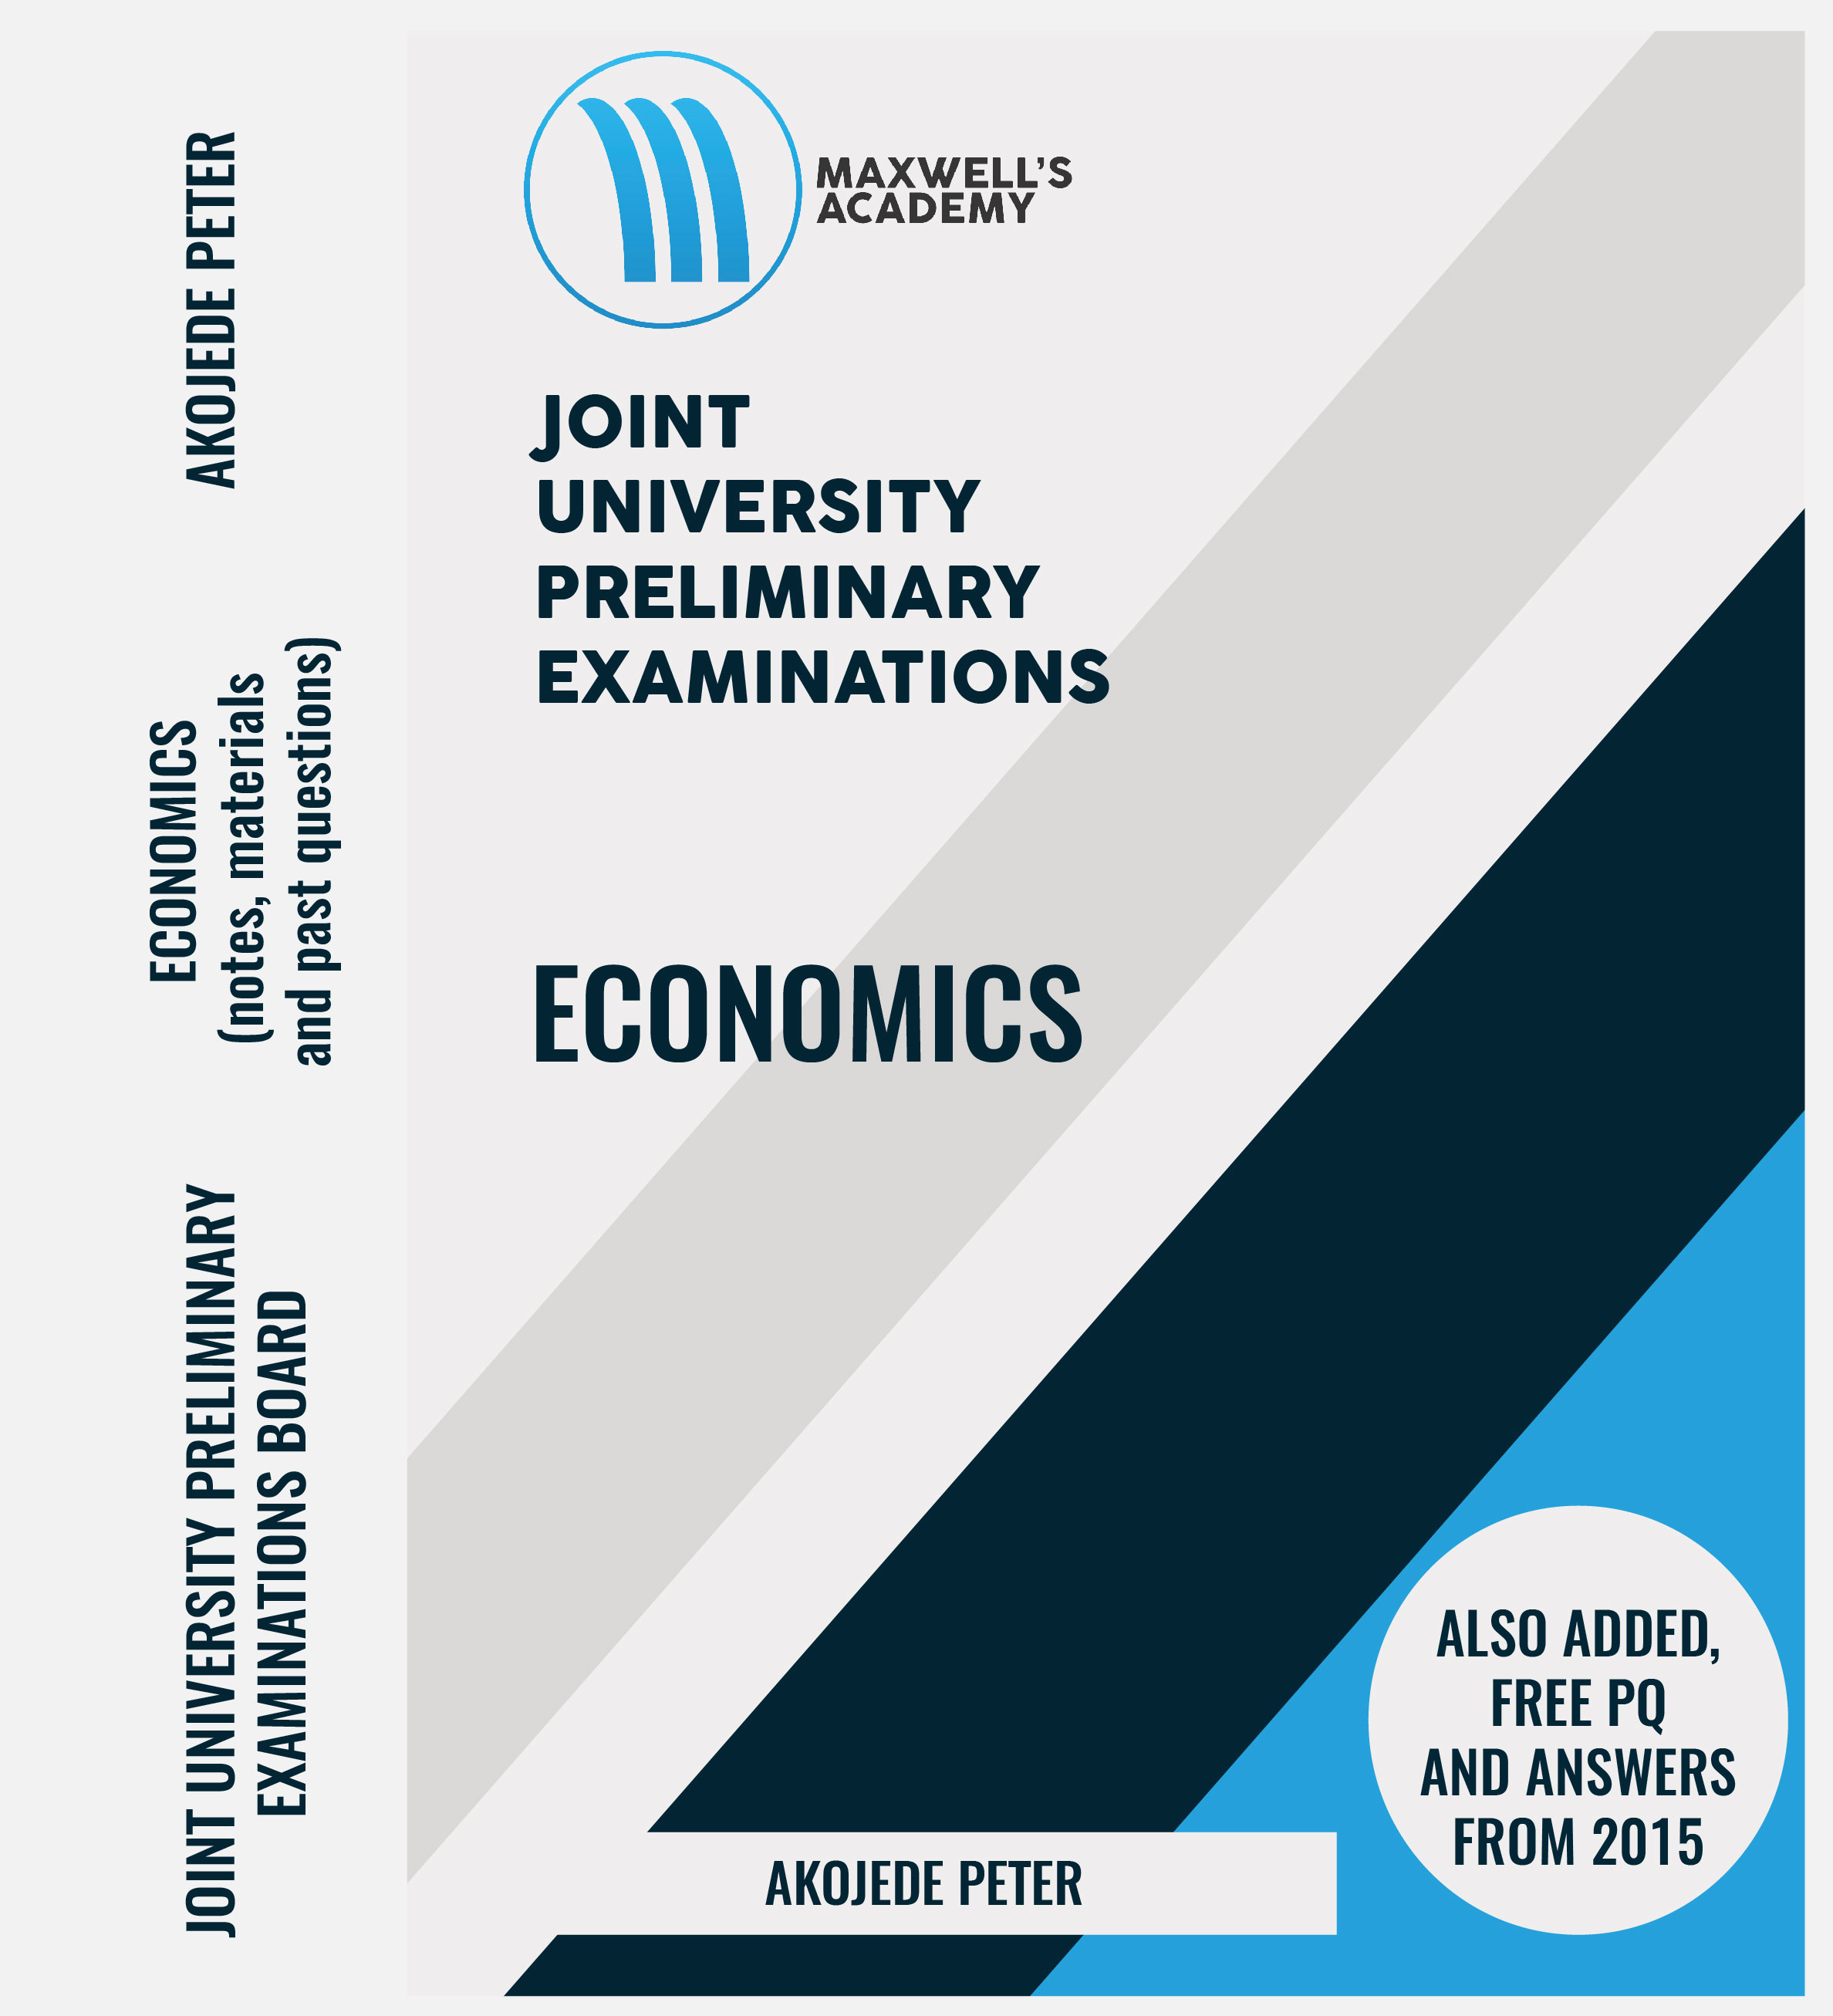 AKOJEDE PETER
ECONOMICS
(notes, materials
and past questions)
JOINT UNIVERSITY PRELIMINARY
EXAMINATIONS BOARD
MAXWELL'S
ACADEMY
JOINT
UNIVERSITY
PRELIMINARY
EXAMINATIONS
ECONOMICS
ALSO ADDED,
FREE PQ
AND ANSWERS
FROM 2015
AKOJEDE PETER